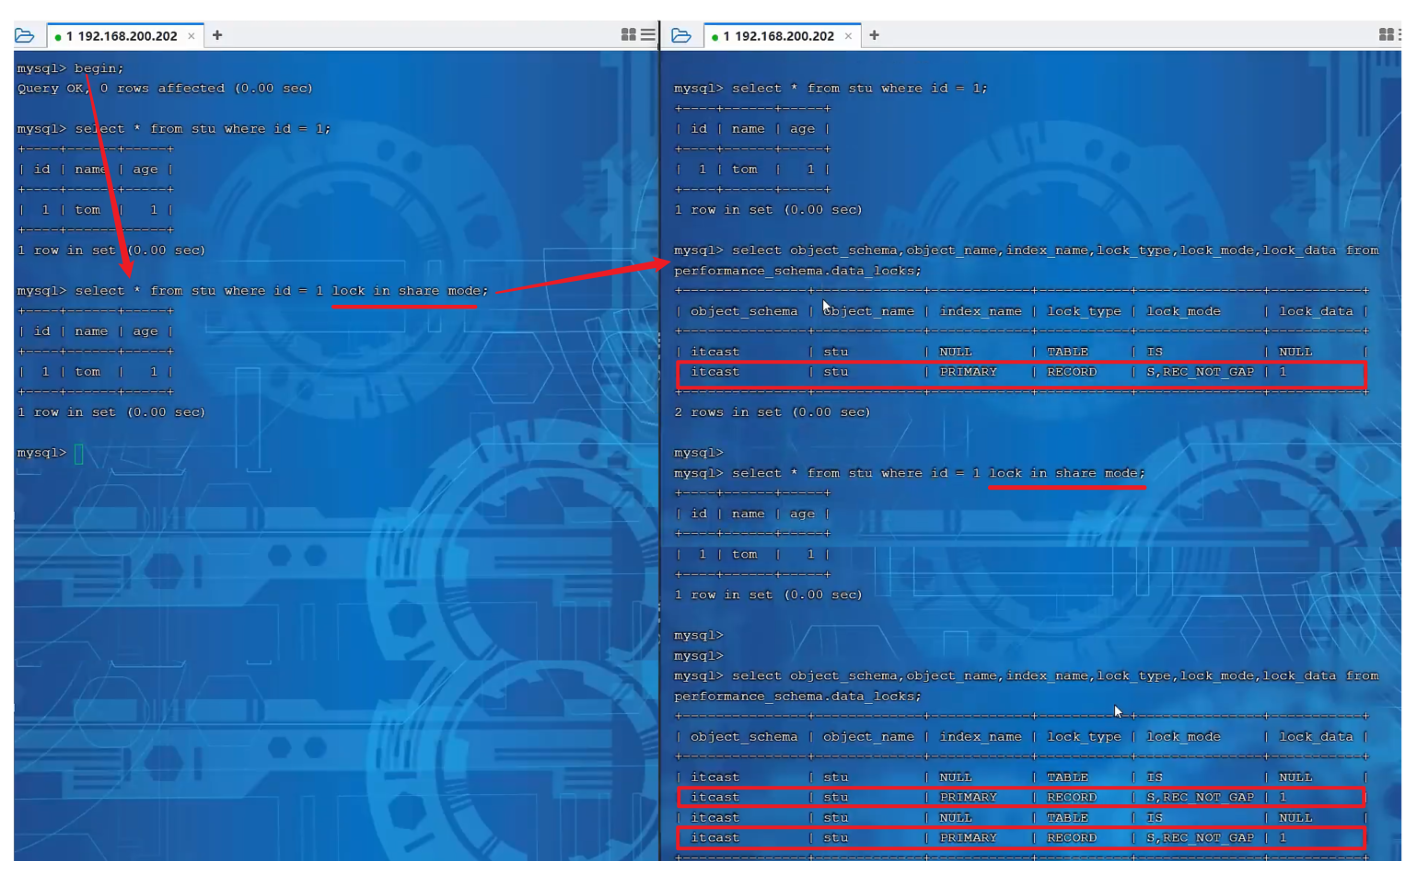 1 192.168.200.202 × +
mysql> begin;
Query OK, 0 rows affected (0.00 sec)
mysql> select * from stu where id = 1;
+----+------+-----+
| id | name | age |
+----+------+-----+
| 1 | tom | 1 |
+----+------+-----+
1 row in set (0.00 sec)
mysql> select * from stu where id = 1 lock in share mode;
+----+------+-----+
| id | name | age |
+----+------+-----+
| 1 | tom | 1 |
+----+------+-----+
1 row in set (0.00 sec)
mysql>
1 192.168.200.202 × +
mysql> select * from stu where id = 1;
+----+------+-----+
| id | name | age |
+----+------+-----+
| 1 | tom | 1 |
+----+------+-----+
1 row in set (0.00 sec)
mysql> select object_schema,object_name,index_name,lock_type,lock_mode,lock_data from
performance_schema.data_locks;
+---------------+-------------+------------+-----------+---------------+-----------+
| object_schema | object_name | index_name | lock_type | lock_mode | lock_data |
+---------------+-------------+------------+-----------+---------------+-----------+
| itcast | stu | NULL | TABLE | IS | NULL |
| itcast | stu | PRIMARY | RECORD | S,REC_NOT_GAP | 1 |
+---------------+-------------+------------+-----------+---------------+-----------+
2 rows in set (0.00 sec)
mysql>
mysql> select * from stu where id = 1 lock in share mode;
+----+------+-----+
| id | name | age |
+----+------+-----+
| 1 | tom | 1 |
+----+------+-----+
1 row in set (0.00 sec)
mysql>
mysql>
mysql> select object_schema,object_name,index_name,lock_type,lock_mode,lock_data from
performance_schema.data_locks;
+---------------+-------------+------------+-----------+---------------+-----------+
| object_schema | object_name | index_name | lock_type | lock_mode | lock_data |
+---------------+-------------+------------+-----------+---------------+-----------+
| itcast | stu | NULL | TABLE | IS | NULL |
| itcast | stu | PRIMARY | RECORD | S,REC_NOT_GAP | 1 |
| itcast | stu | NULL | TABLE | IS | NULL |
| itcast | stu | PRIMARY | RECORD | S,REC_NOT_GAP | 1 |
+---------------+-------------+------------+-----------+---------------+-----------+